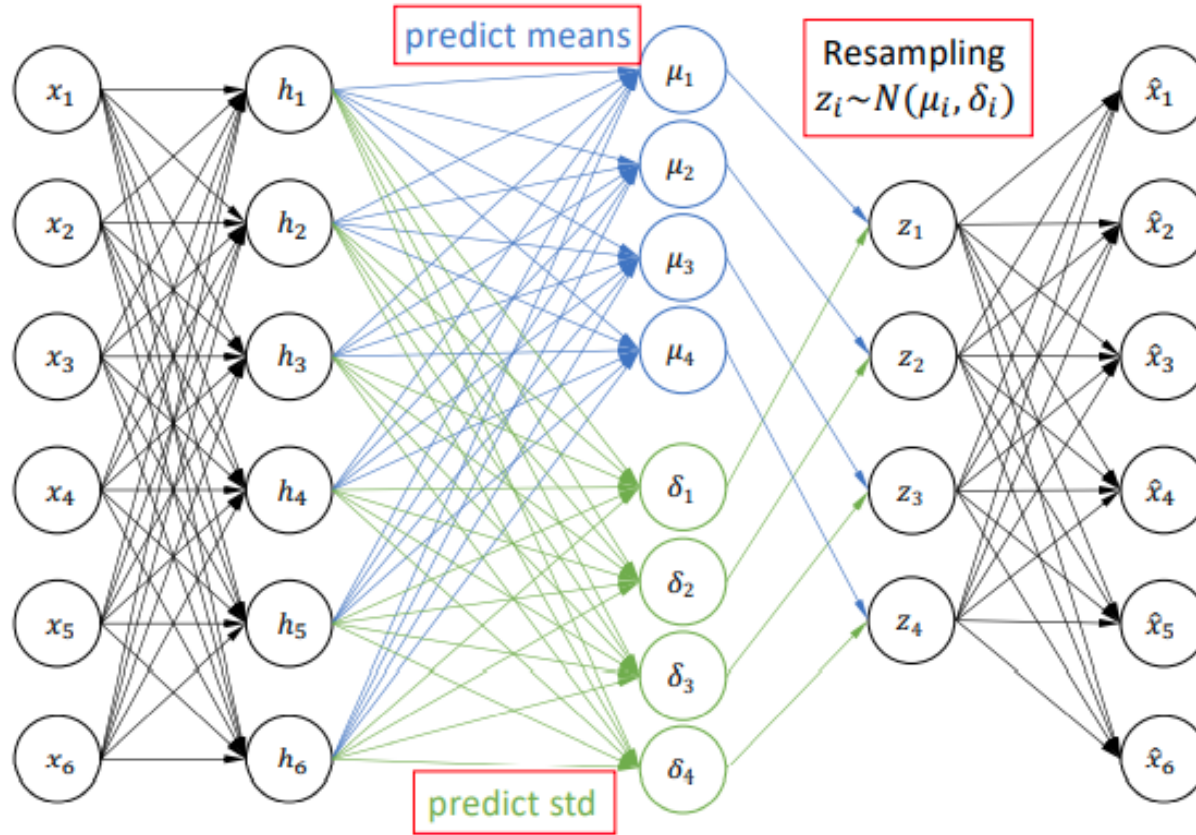 predict means
Resampling
z_i~N(μ_i, δ_i)
x_1
x_2
x_3
x_4
x_5
x_6
h_1
h_2
h_3
h_4
h_5
h_6
μ_1
μ_2
μ_3
μ_4
δ_1
δ_2
δ_3
δ_4
z_1
z_2
z_3
z_4
x̂_1
x̂_2
x̂_3
x̂_4
x̂_5
x̂_6
predict std